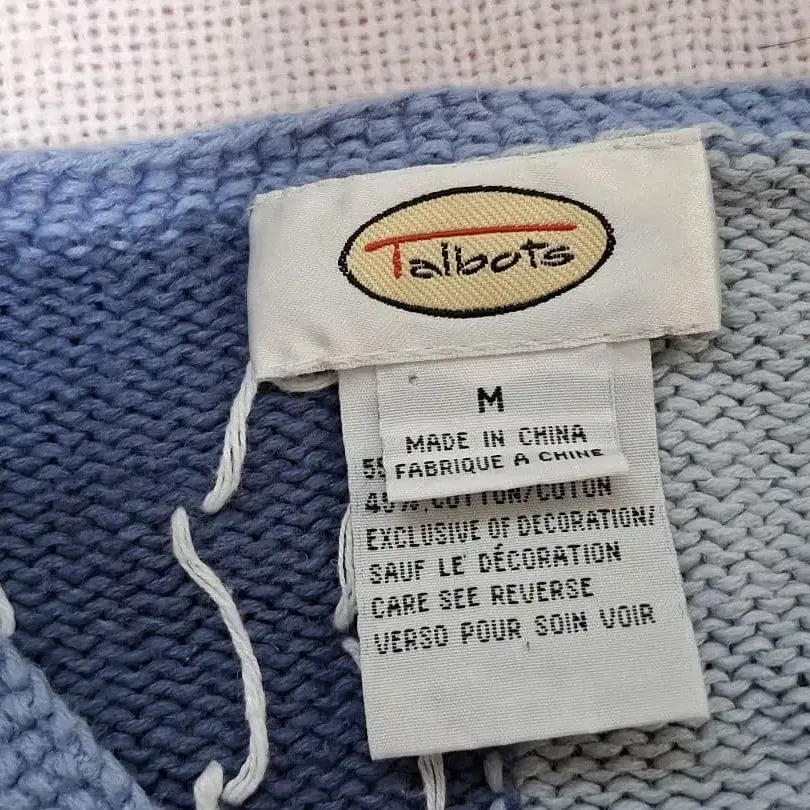 Talbots
M
MADE IN CHINA
FABRIQUE A CHINE
COTTON/COTON
EXCLUSIVE OF DECORATION/
SAUF LE DÉCORATION
CARE SEE REVERSE
VERSO POUR SOIN VOIR